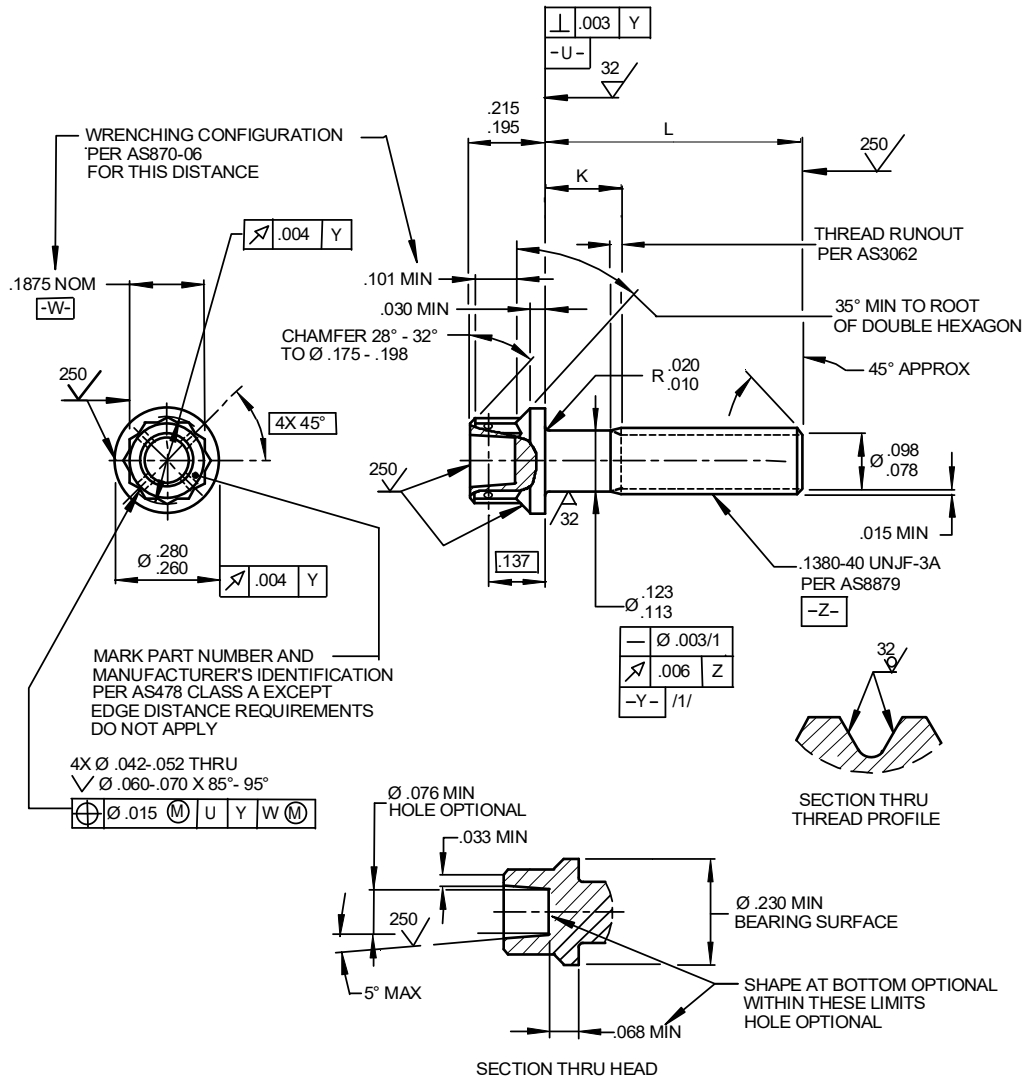 ⊥ .003 Y
-U-
32
.215
.195
L
WRENCHING CONFIGURATION
PER AS870-06
FOR THIS DISTANCE
250
K
↗ .004 Y
THREAD RUNOUT
PER AS3062
.1875 NOM
-W-
.101 MIN
.030 MIN
35° MIN TO ROOT
OF DOUBLE HEXAGON
CHAMFER 28° - 32°
TO Ø .175 - .198
R .020
.010
45° APPROX
250
4X 45°
Ø .098
.078
250
32
.015 MIN
.137
.1380-40 UNJF-3A
PER AS8879
-Z-
Ø .280
.260
↗ .004 Y
Ø .123
.113
— Ø .003/1
↗ .006 Z
-Y- /1/
32
MARK PART NUMBER AND
MANUFACTURER'S IDENTIFICATION
PER AS478 CLASS A EXCEPT
EDGE DISTANCE REQUIREMENTS
DO NOT APPLY
4X Ø .042-.052 THRU
Ø .060-.070 X 85°- 95°
⌖ Ø .015 Ⓜ U Y W Ⓜ
SECTION THRU
THREAD PROFILE
Ø .076 MIN
HOLE OPTIONAL
.033 MIN
250
Ø .230 MIN
BEARING SURFACE
5° MAX
SHAPE AT BOTTOM OPTIONAL
WITHIN THESE LIMITS
HOLE OPTIONAL
.068 MIN
SECTION THRU HEAD